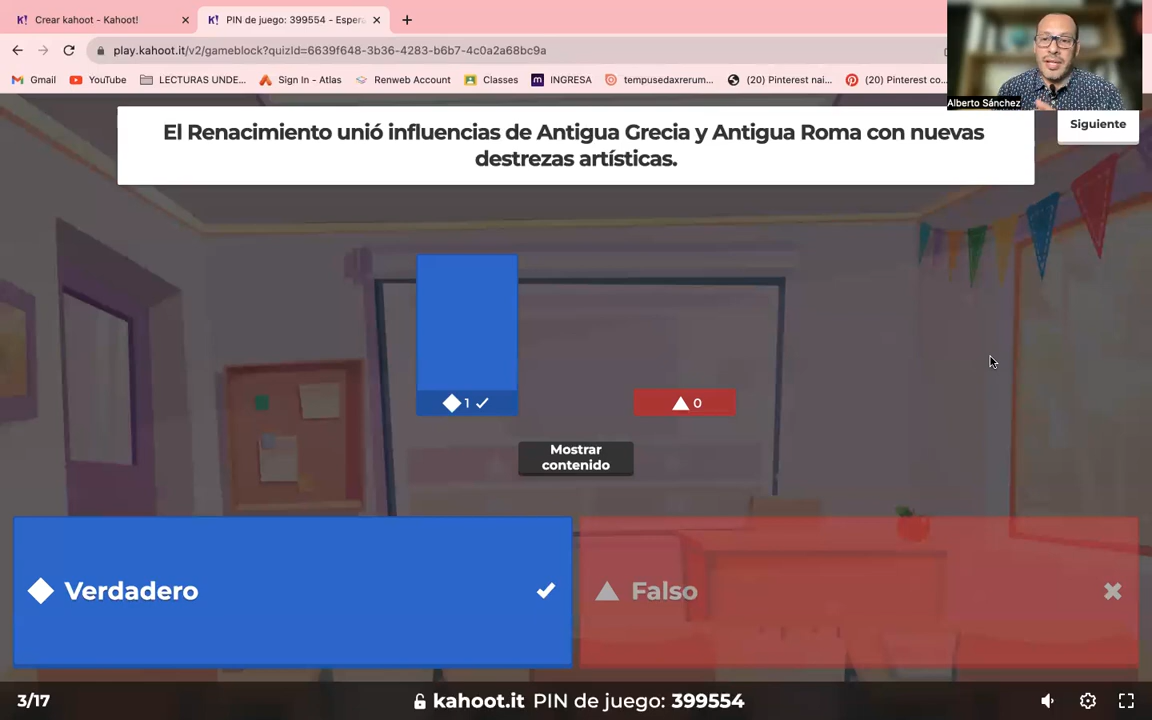 Crear kahoot - Kahoot!
PIN de juego: 399554 - Espera
play.kahoot.it/v2/gameblock?quizId=6639f648-3b36-4283-b6b7-4c0a2a68bc9a
Gmail
YouTube
LECTURAS UNDE...
Sign In - Atlas
Renweb Account
Classes
INGRESA
tempusedaxrerum...
(20) Pinterest nai...
(20) Pinterest co...
Alberto Sánchez
El Renacimiento unió influencias de Antigua Grecia y Antigua Roma con nuevas
destrezas artísticas.
Siguiente
1
0
Mostrar
contenido
Verdadero
Falso
3/17
kahoot.it PIN de juego: 399554